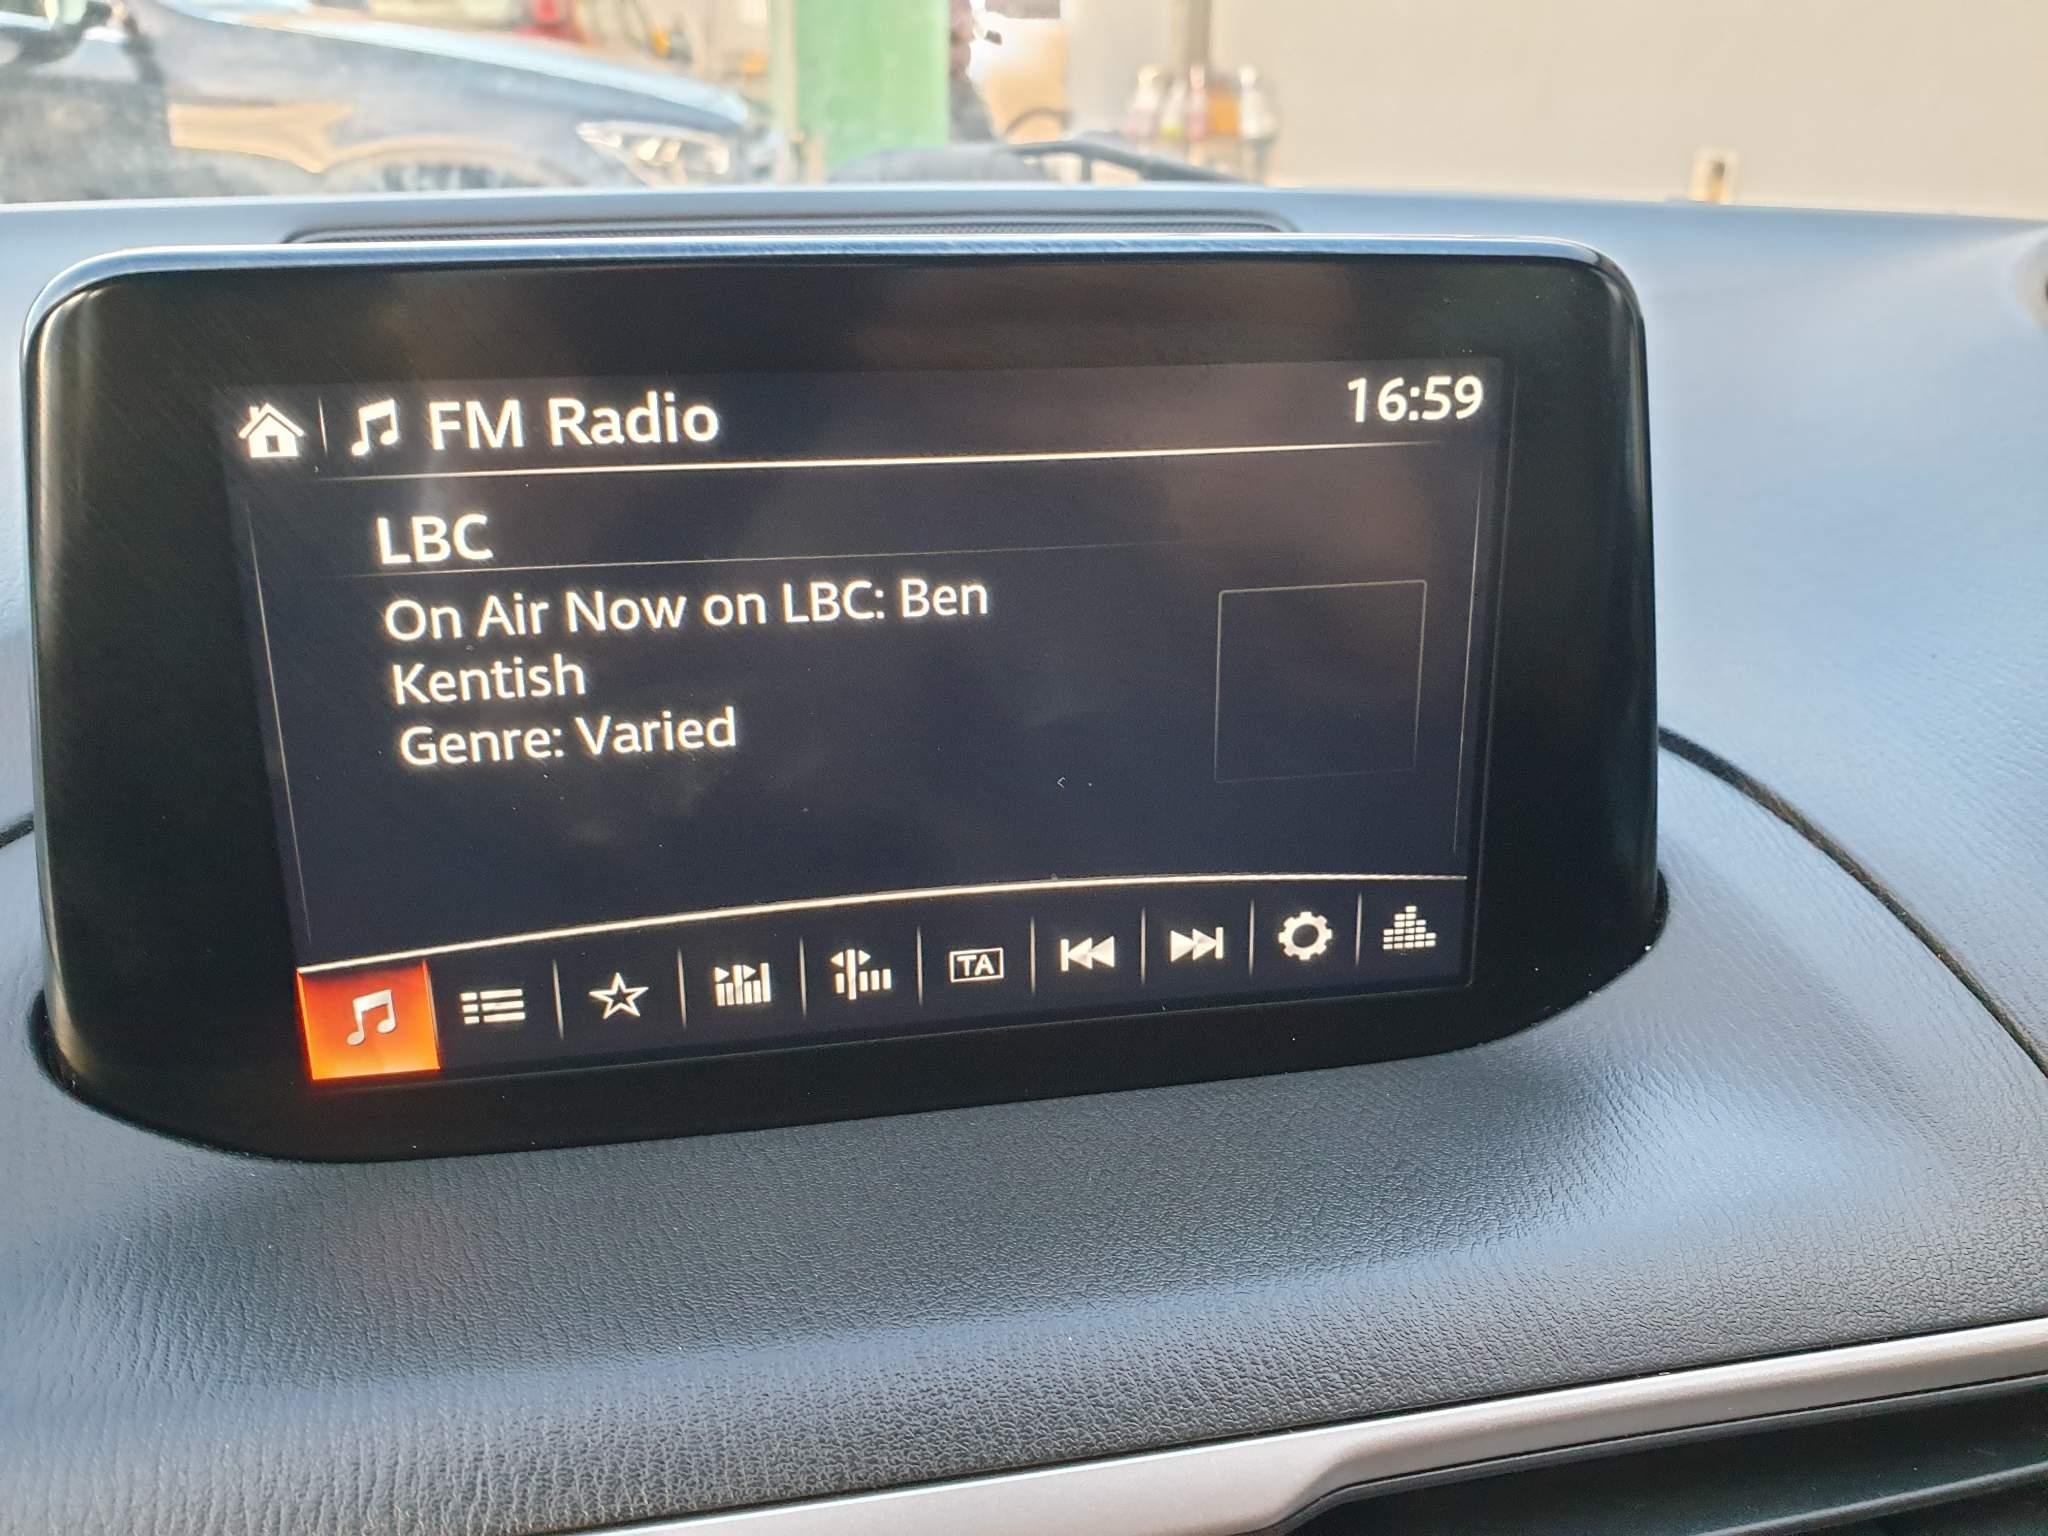 FM Radio
16:59
LBC
On Air Now on LBC: Ben
Kentish
Genre: Varied
TA